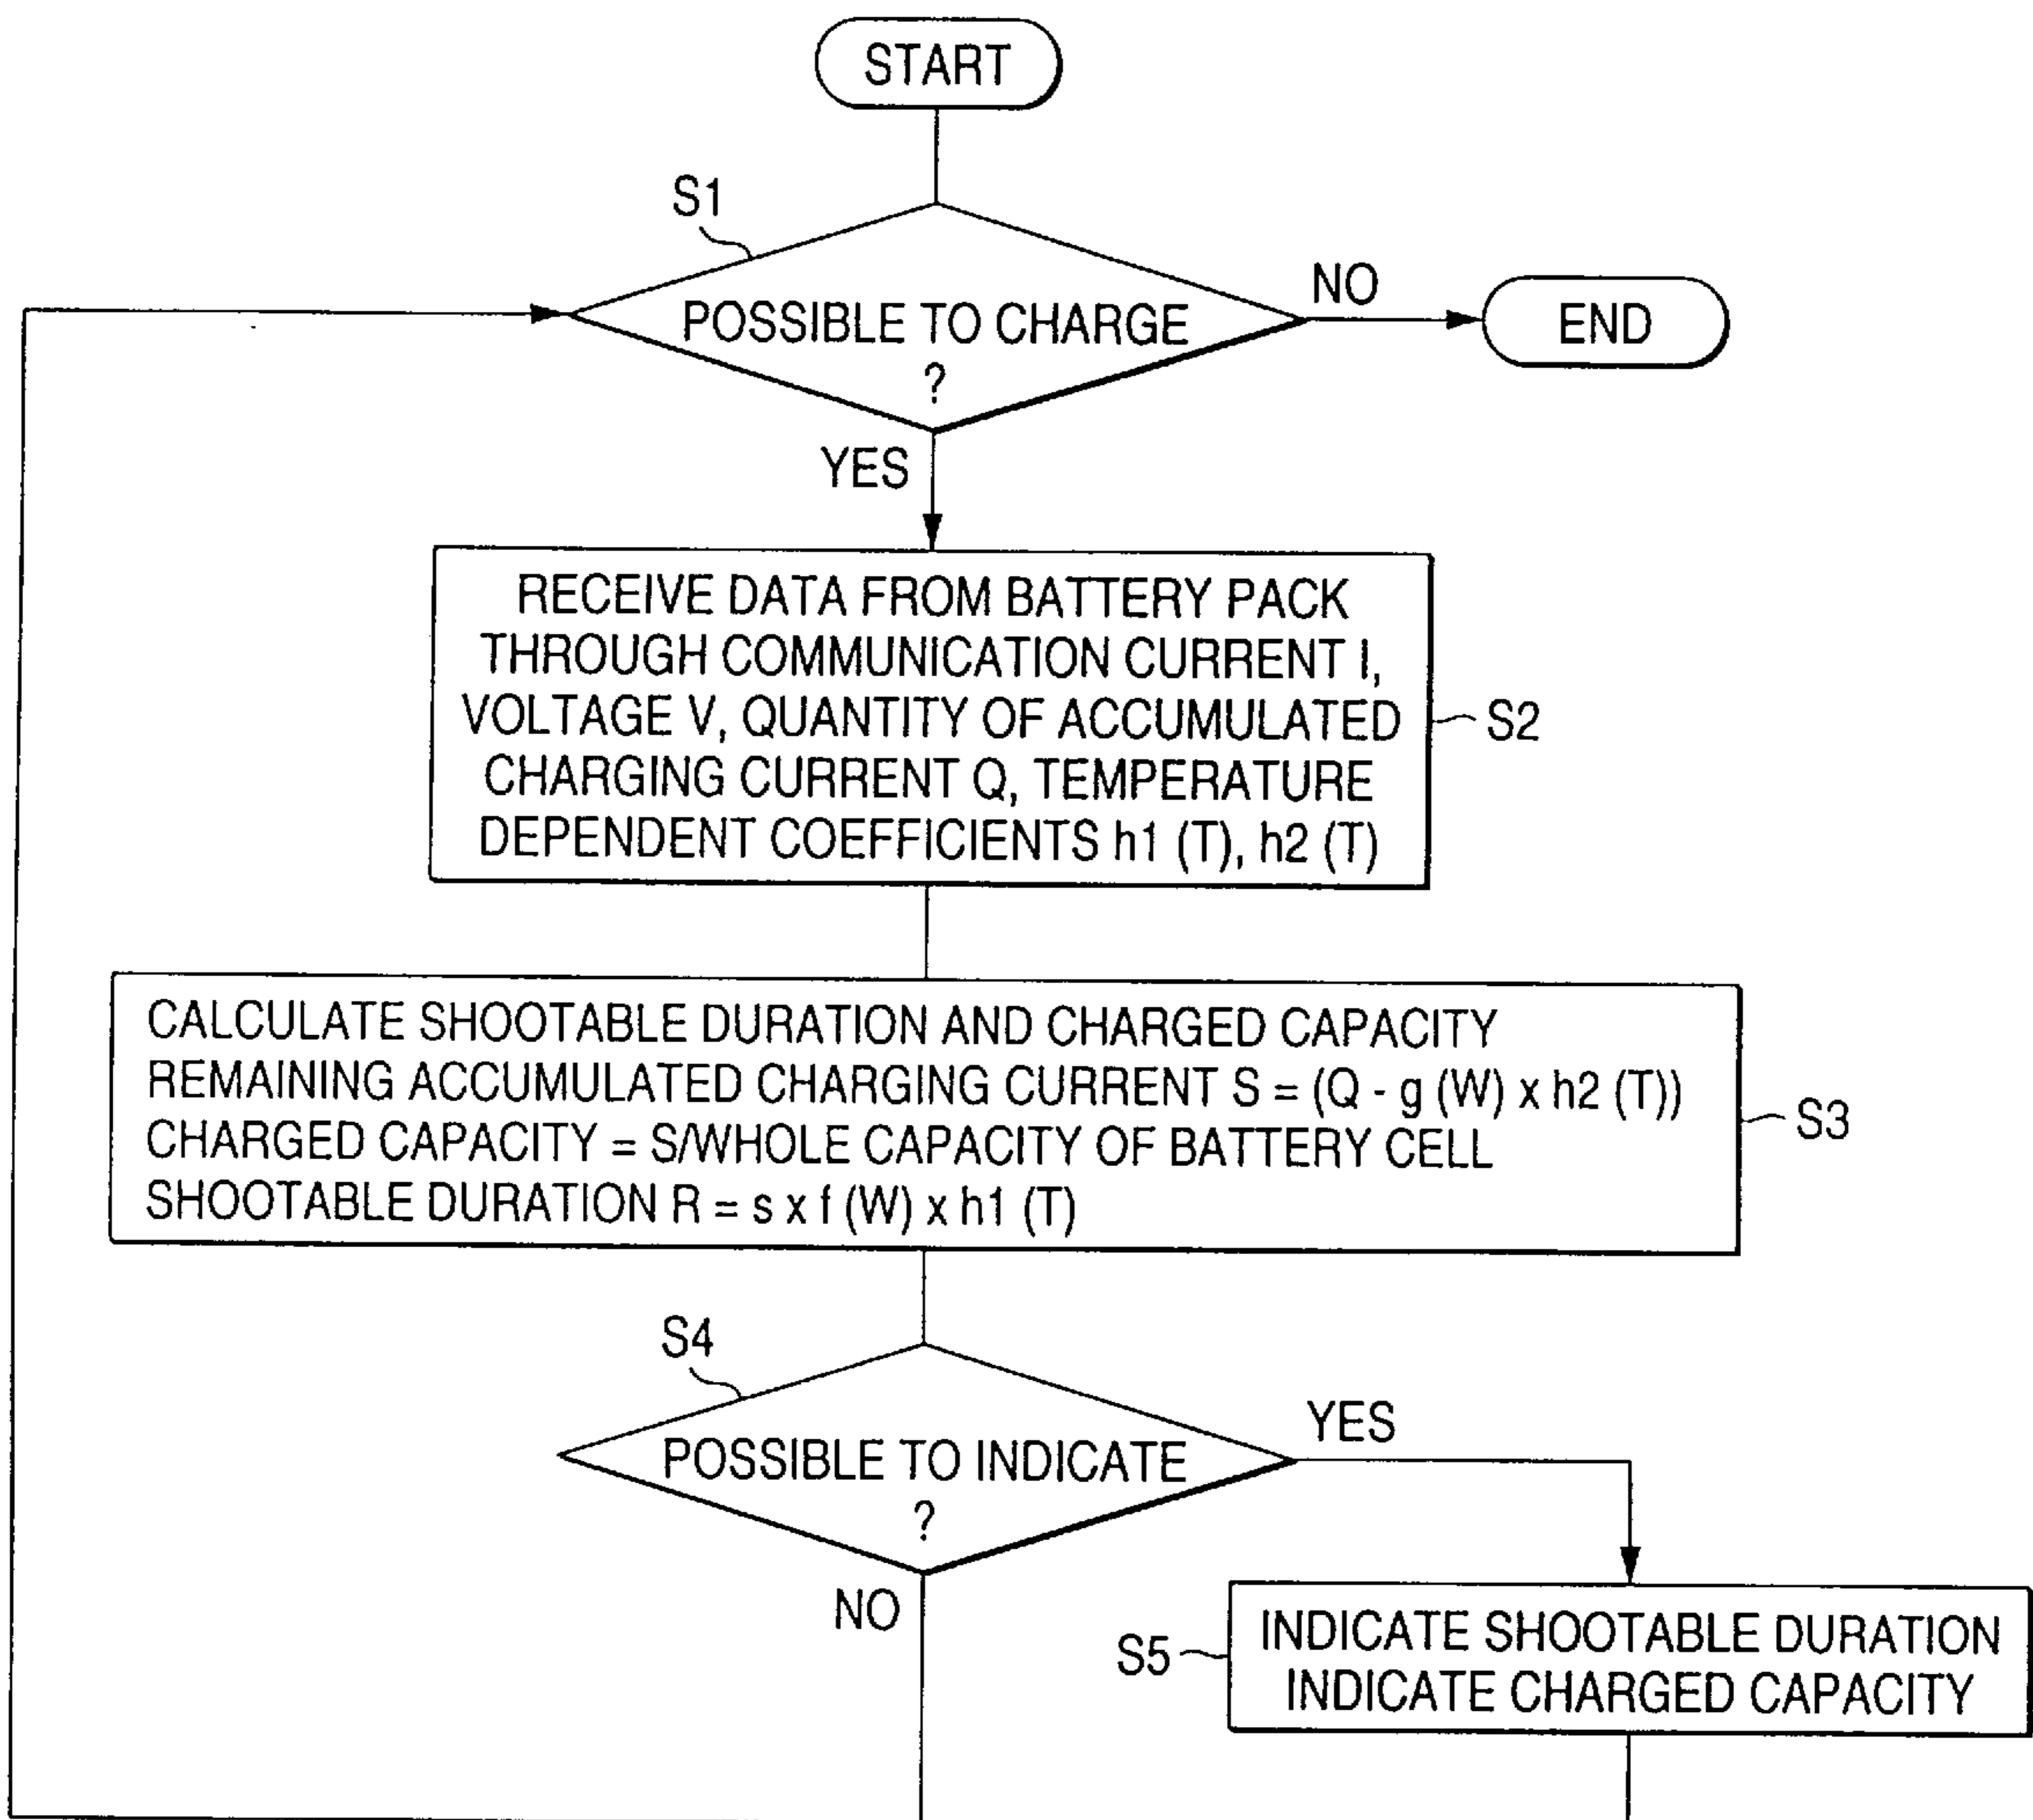 START
S1
POSSIBLE TO CHARGE
?
NO
END
YES
RECEIVE DATA FROM BATTERY PACK
THROUGH COMMUNICATION CURRENT I,
VOLTAGE V, QUANTITY OF ACCUMULATED
CHARGING CURRENT Q, TEMPERATURE
DEPENDENT COEFFICIENTS h1 (T), h2 (T)
S2
CALCULATE SHOOTABLE DURATION AND CHARGED CAPACITY
REMAINING ACCUMULATED CHARGING CURRENT S = (Q - g (W) x h2 (T))
CHARGED CAPACITY = S/WHOLE CAPACITY OF BATTERY CELL
SHOOTABLE DURATION R = s x f (W) x h1 (T)
S3
S4
POSSIBLE TO INDICATE
?
YES
NO
S5
INDICATE SHOOTABLE DURATION
INDICATE CHARGED CAPACITY